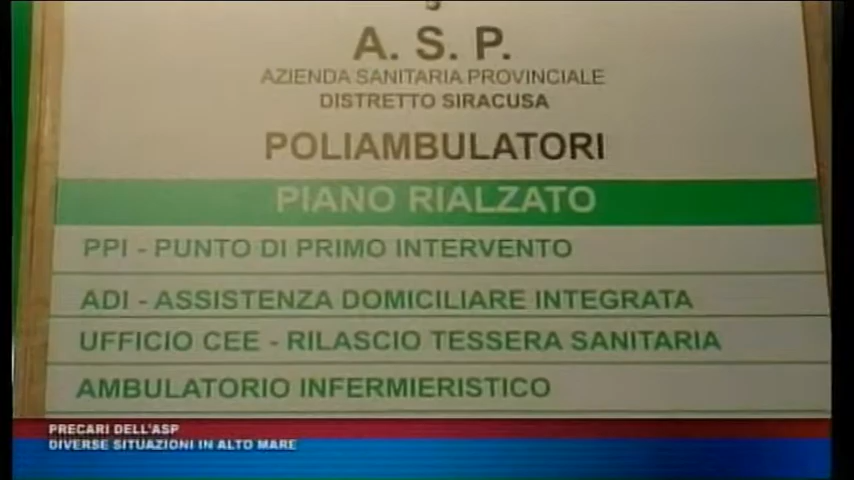 A. S. P.
AZIENDA SANITARIA PROVINCIALE
DISTRETTO SIRACUSA
POLIAMBULATORI
PIANO RIALZATO
PPI - PUNTO DI PRIMO INTERVENTO
ADI - ASSISTENZA DOMICILIARE INTEGRATA
UFFICIO CEE - RILASCIO TESSERA SANITARIA
AMBULATORIO INFERMIERISTICO
PRECARI DELL'ASP
DIVERSE SITUAZIONI IN ALTO MARE